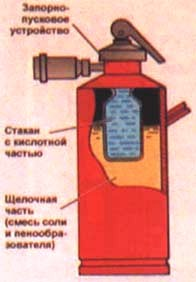 Запорно-
пусковое
устройство
Стакан
с кислотной
частью
Щелочная
часть
(смесь соли
и пенообра-
зователя)